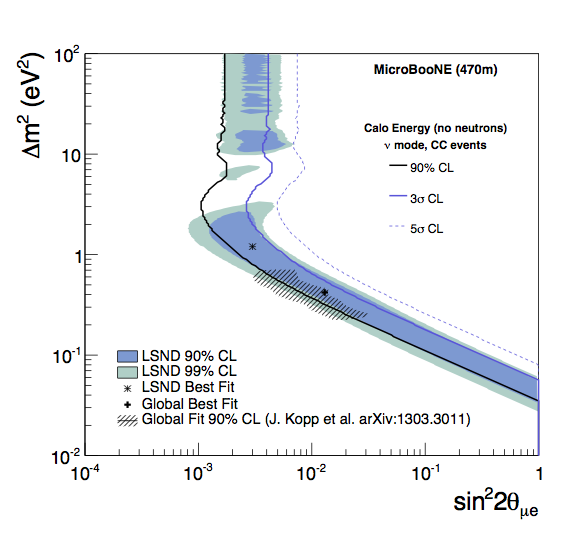 Δm² (eV²)
10²
10
1
10⁻¹
10⁻²
MicroBooNE (470m)
Calo Energy (no neutrons)
ν mode, CC events
90% CL
3σ CL
5σ CL
LSND 90% CL
LSND 99% CL
LSND Best Fit
Global Best Fit
Global Fit 90% CL (J. Kopp et al. arXiv:1303.3011)
10⁻⁴ 10⁻³ 10⁻² 10⁻¹ 1
sin²2θμe